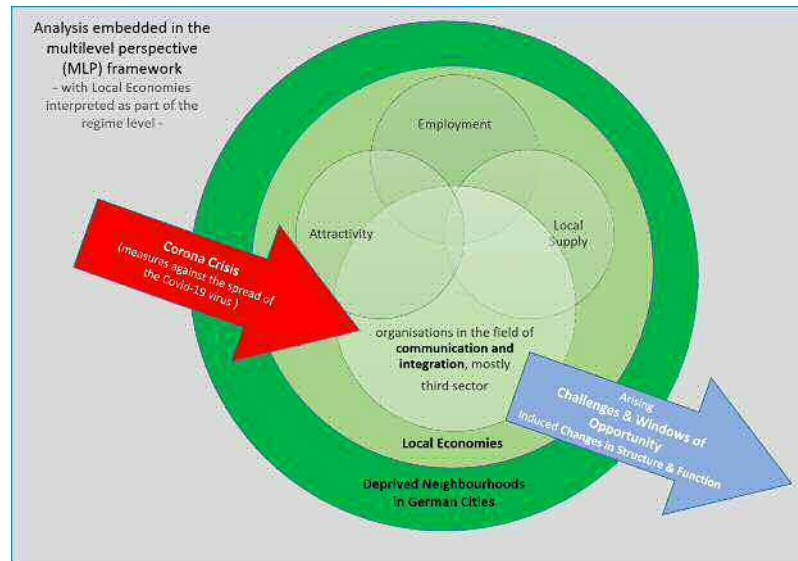 Analysis embedded in the
multilevel perspective
(MLP) framework
- with Local Economies
interpreted as part of the
regime level -
Employment
Attractivity
Local
Supply
Corona Crisis
(measures against the spread of
the Covid-19 virus )
organisations in the field of
communication and
integration, mostly
third sector
Arising
Challenges & Windows of
Opportunity
Induced Changes in Structure & Function
Local Economies
Deprived Neighbourhoods
in German Cities